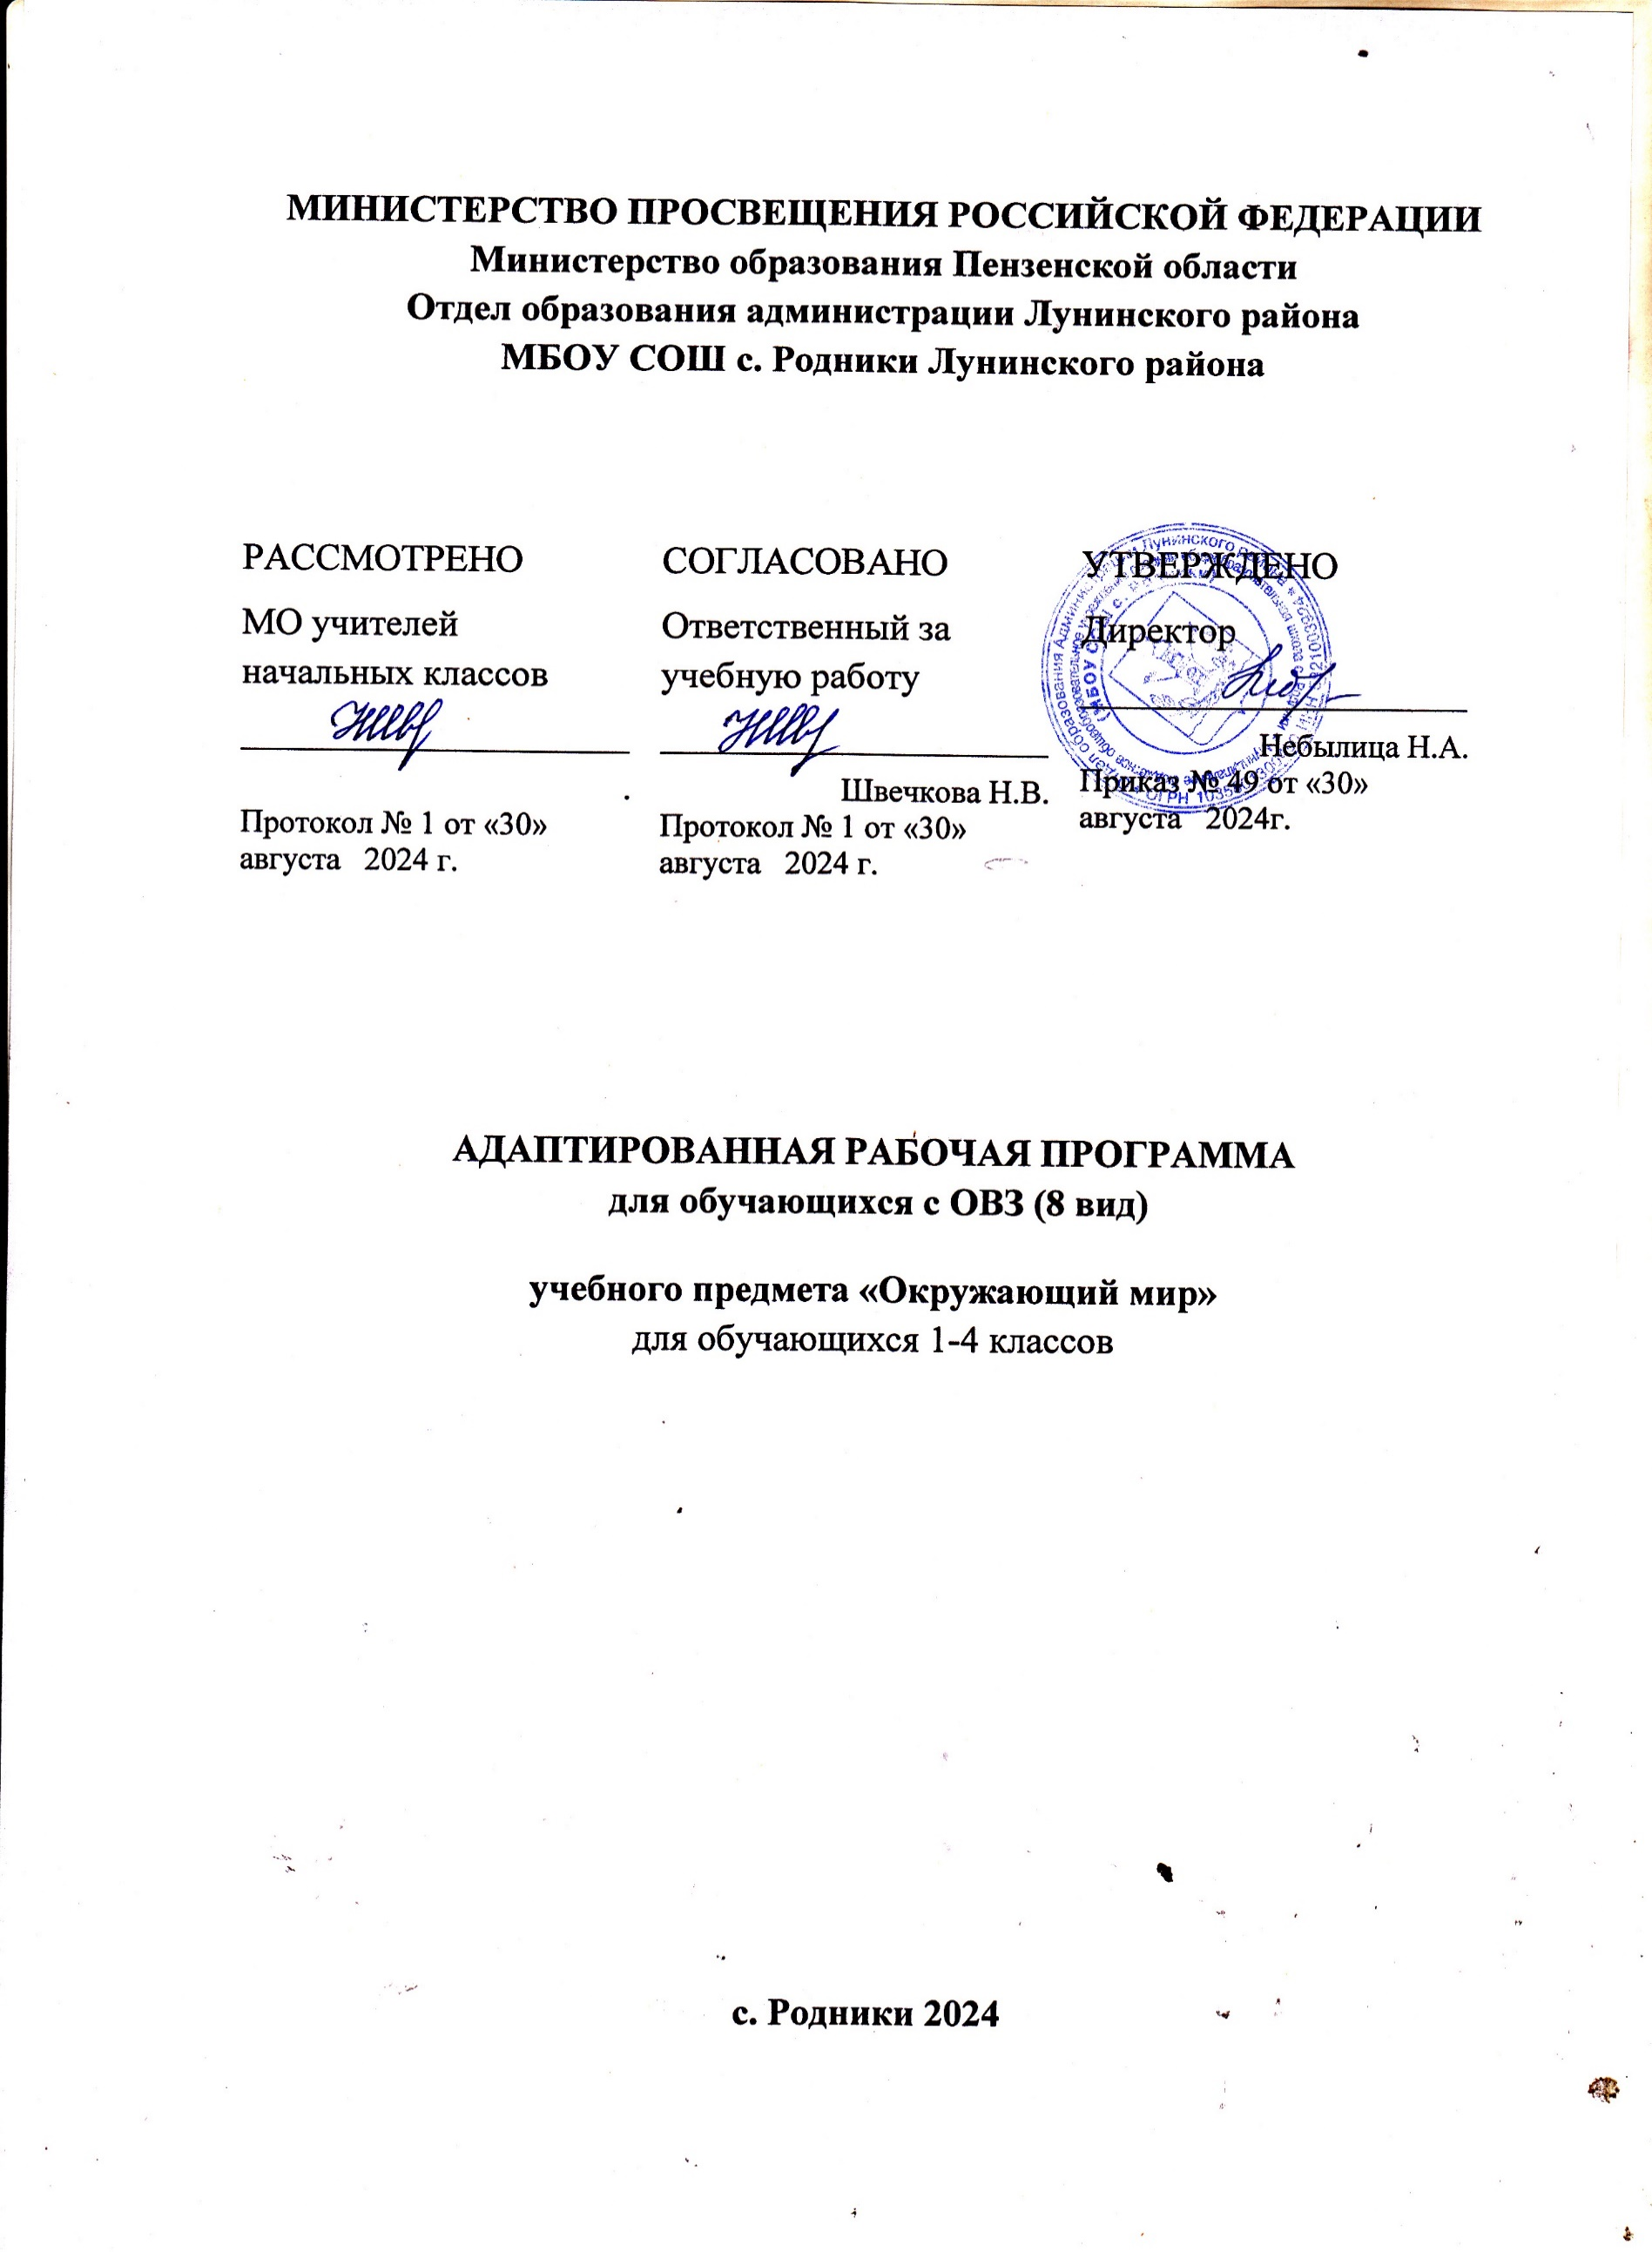 МИНИСТЕРСТВО ПРОСВЕЩЕНИЯ РОССИЙСКОЙ ФЕДЕРАЦИИ
Министерство образования Пензенской области
Отдел образования администрации Лунинского района
МБОУ СОШ с. Родники Лунинского района
РАССМОТРЕНО
МО учителей
начальных классов
Протокол № 1 от «30»
августа 2024 г.
СОГЛАСОВАНО
Ответственный за
учебную работу
Швечкова Н.В.
Протокол № 1 от «30»
августа 2024 г.
УТВЕРЖДЕНО
Директор
Небылица Н.А.
Приказ № 49 от «30»
августа 2024г.
АДАПТИРОВАННАЯ РАБОЧАЯ ПРОГРАММА
для обучающихся с ОВЗ (8 вид)
учебного предмета «Окружающий мир»
для обучающихся 1-4 классов
с. Родники 2024